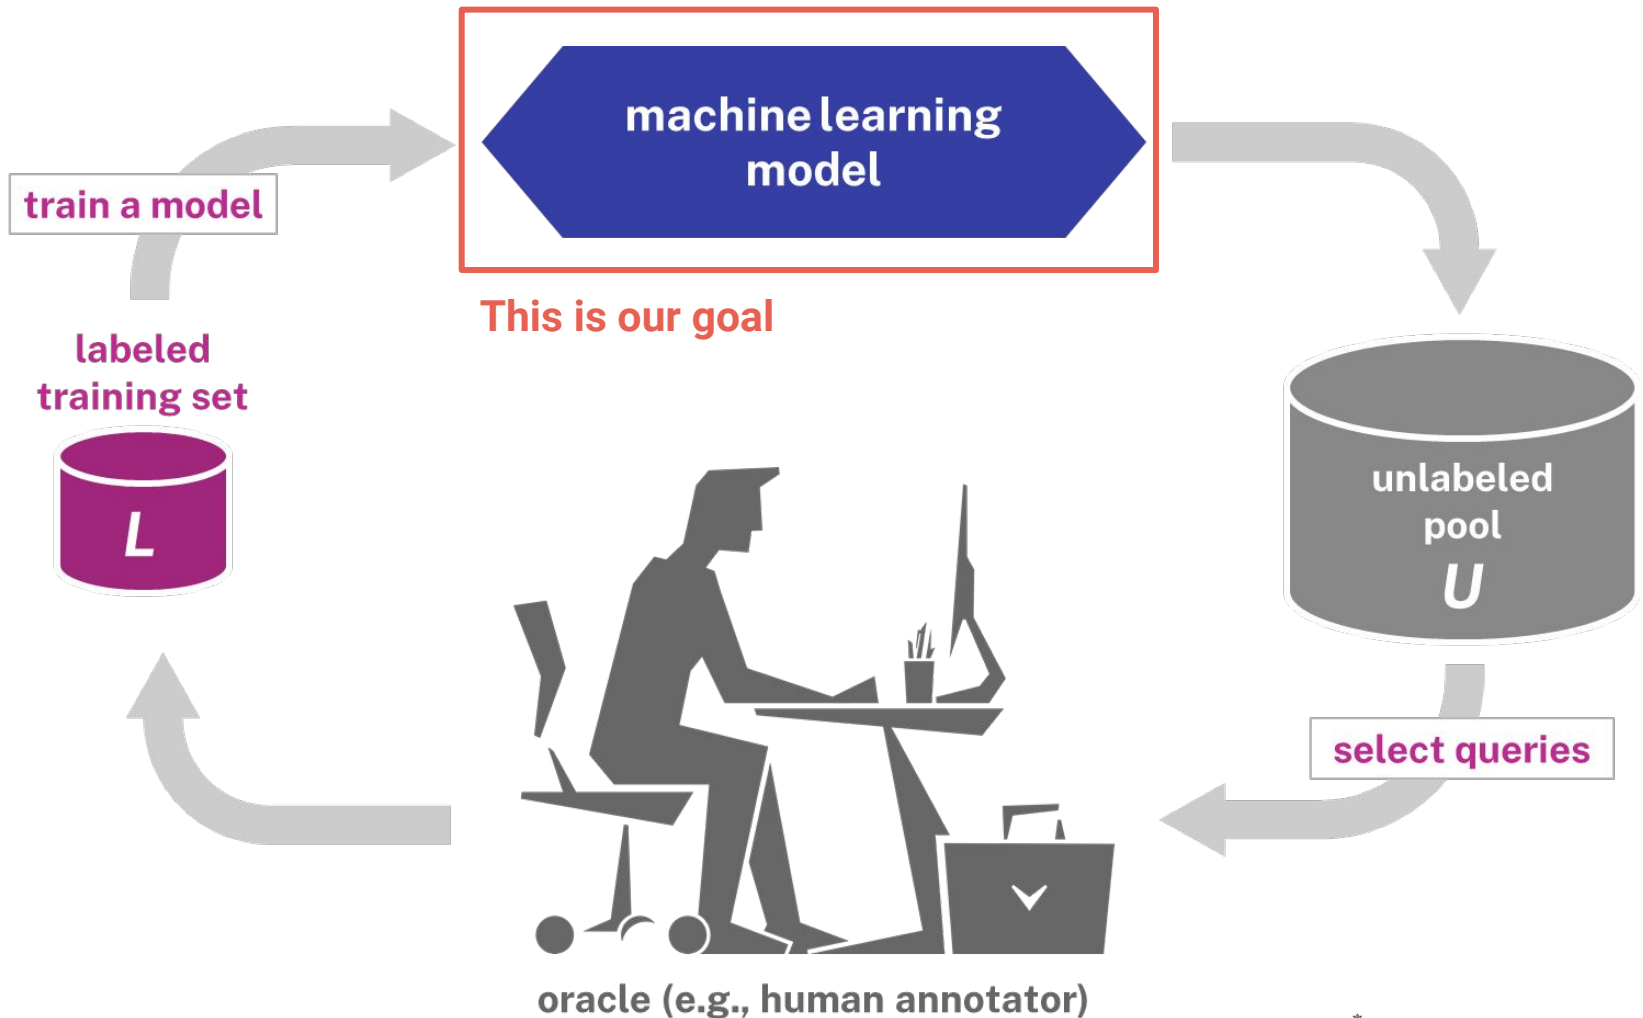 machine learning
model
train a model
This is our goal
labeled
training set
L
unlabeled
pool
U
select queries
oracle (e.g., human annotator)